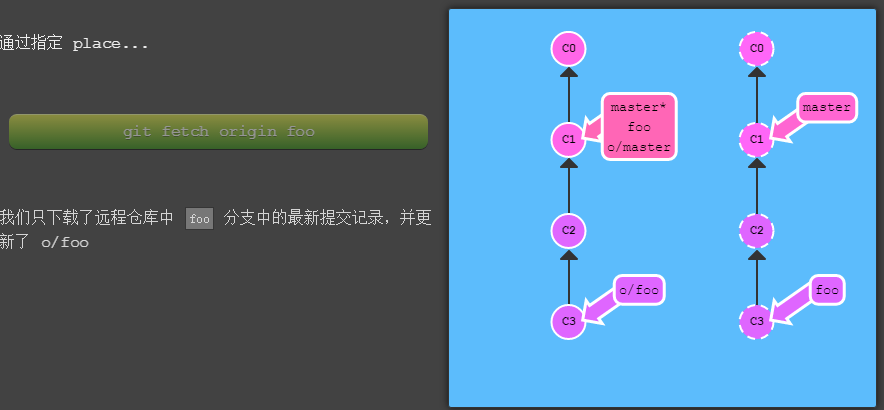 通过指定 place...
git fetch origin foo
我们只下载了远程仓库中 foo 分支中的最新提交记录，并更
新了 o/foo
C0
C0
master*
foo
o/master
master
C1
C1
C2
C2
o/foo
foo
C3
C3